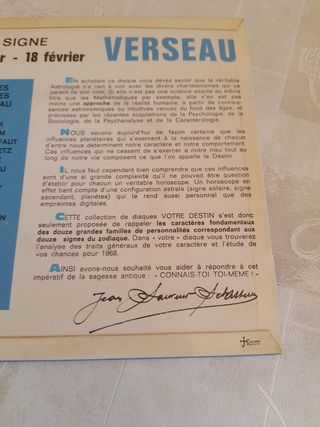 SIGNE
VERSEAU
- 18 février
EN achetant ce disque vous devez savoir que la véritable
Astrologie n'a rien à voir avec les divers charlatanismes qui se
parent de son nom. Si elle n'est pas une science exacte au même
titre que les Mathématiques par exemple, elle n'en est pas
moins une approche de la réalité humaine, à partir de connais-
sances astronomiques ou intuitives venues du fond des âges, et
précisées par les récentes acquisitions de la Psychologie, de la
Sociologie, de la Psychanalyse et de la Caractérologie.
NOUS savons aujourd'hui de façon certaine que les
influences planétaires qui s'exercent à la naissance de chacun
d'entre nous déterminent notre caractère et notre comportement.
Ces influences qui ne cessent de s'exercer à notre insu tout au
long de notre vie composent ce que l'on appelle le Destin.
IL nous faut cependant bien comprendre que ces influences
sont d'une si grande complexité qu'il ne pouvait être question
d'établir pour chacun un véritable horoscope. Un horoscope en
effet tient compte d'une configuration astrale (signe solaire, signe
ascendant, planètes) qui le rend aussi personnel que des
empreintes digitales.
CETTE collection de disques VOTRE DESTIN s'est donc
seulement proposée de rappeler les caractères fondamentaux
des douze grandes familles de personnalités correspondant aux
douze signes du zodiaque. Dans « votre » disque vous trouverez
l'analyse des traits généraux de votre caractère et l'étude de
vos chances pour 1968.
AINSI avons-nous souhaité vous aider à répondre à cet
impératif de la sagesse antique : « CONNAIS-TOI TOI-MEME ! »